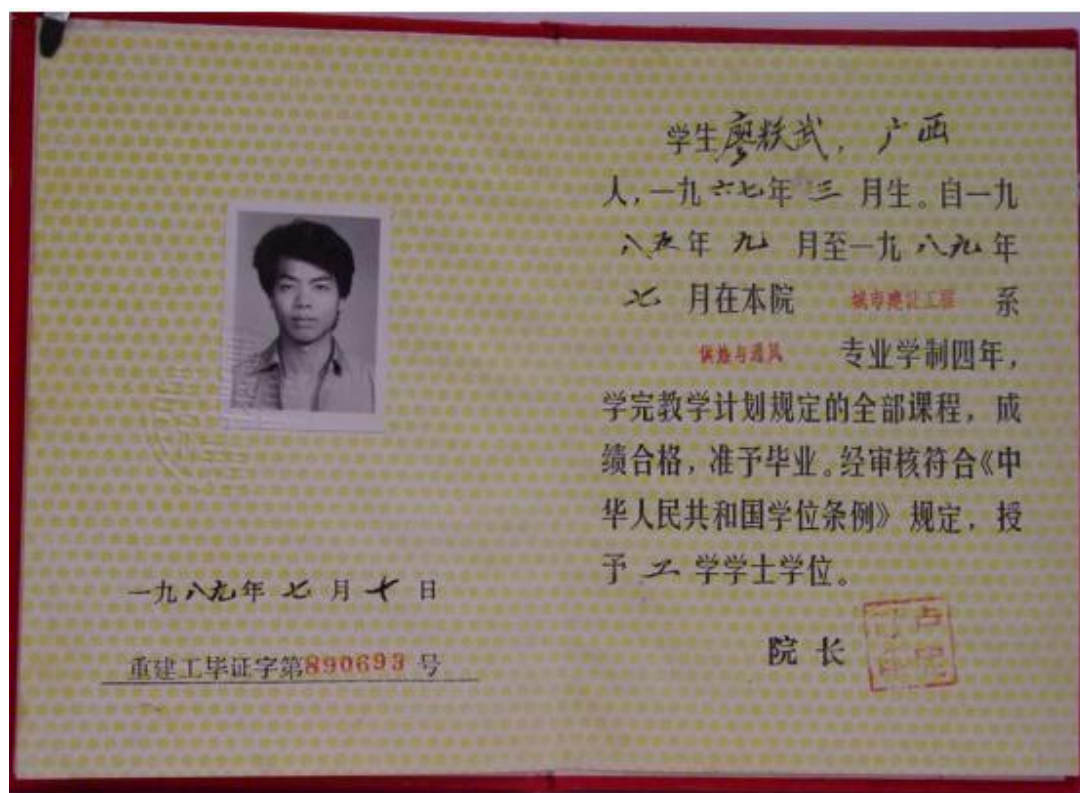 学生廖轶武，广西
人，一九六七年三月生。自一九
八五年九月至一九八九年
七月在本院 城市建设工程 系
供热与通风 专业学制四年，
学完教学计划规定的全部课程，成
绩合格，准予毕业。经审核符合《中
华人民共和国学位条例》规定，授
予工学学士学位。
院长
一九八九年七月十日
重建工毕证字第890693号